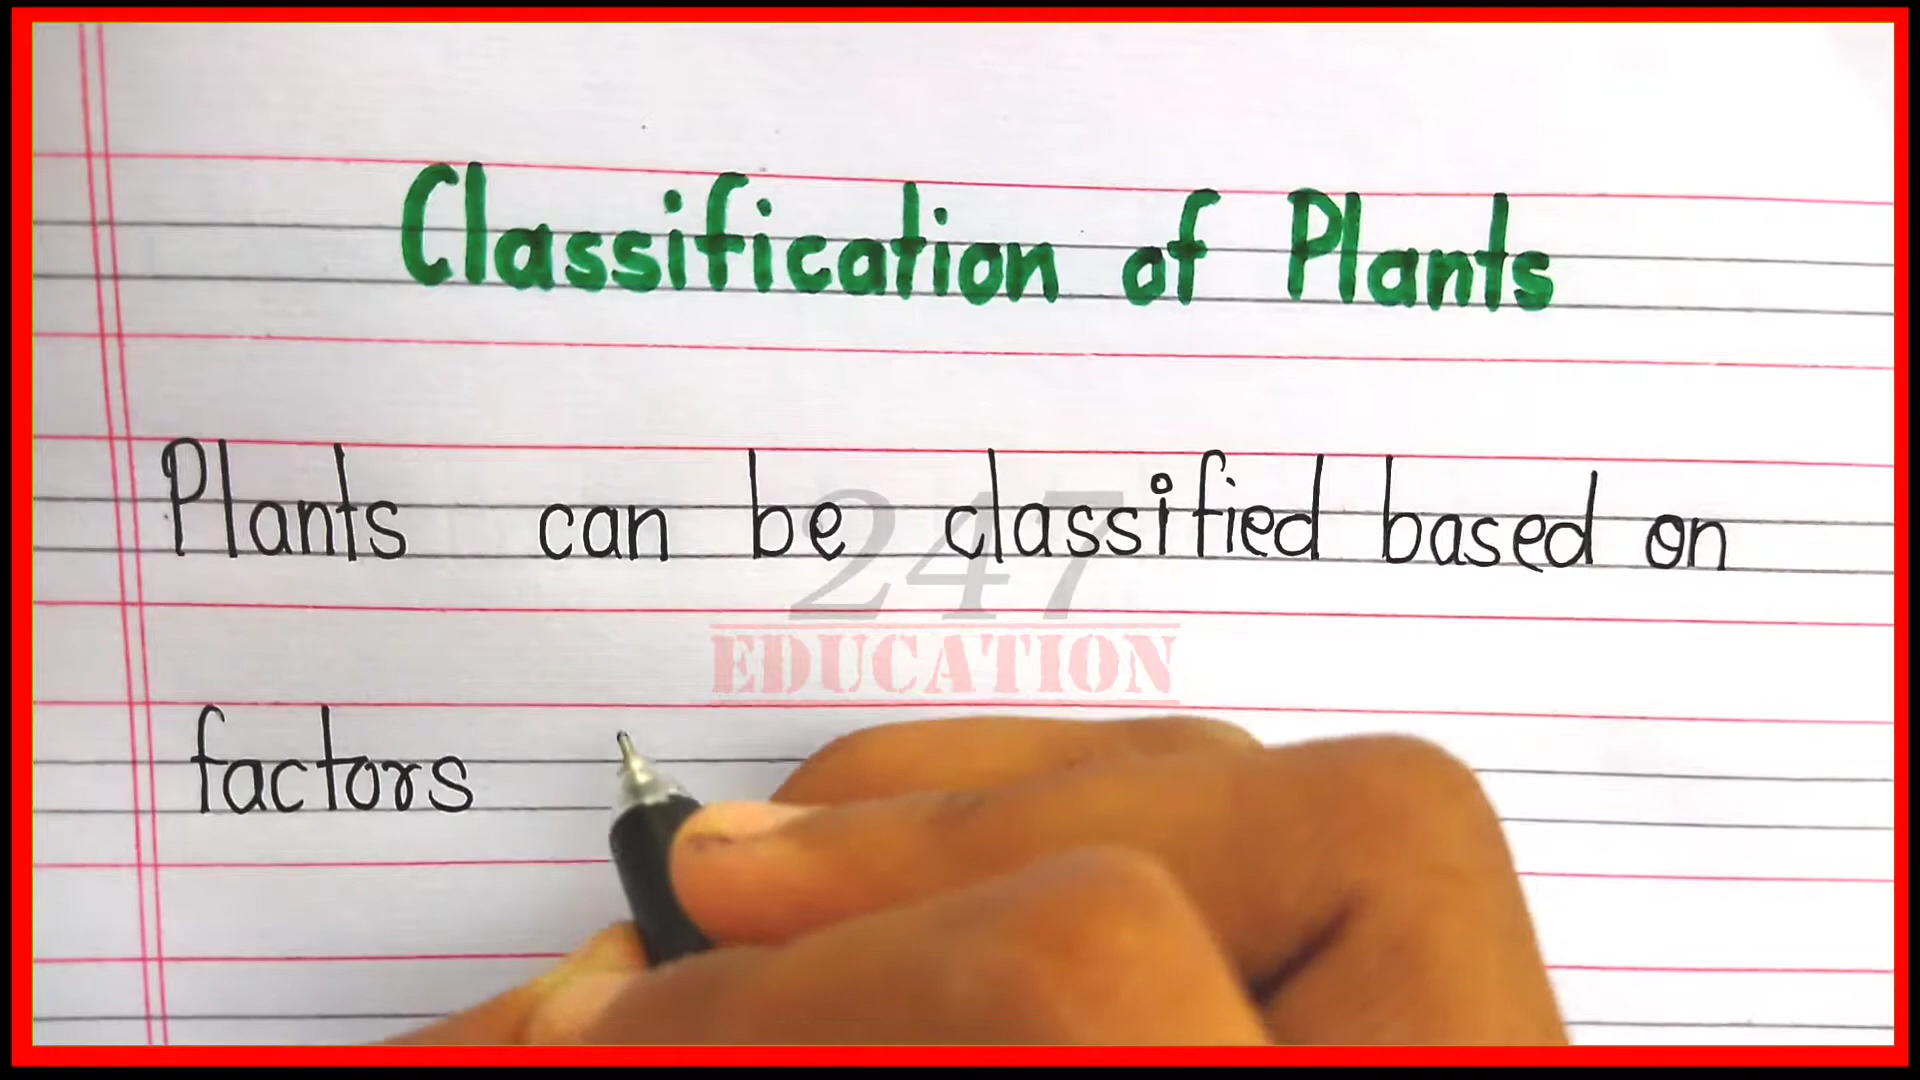 Classification of Plants
Plants can be classified based on
247
EDUCATION
factors